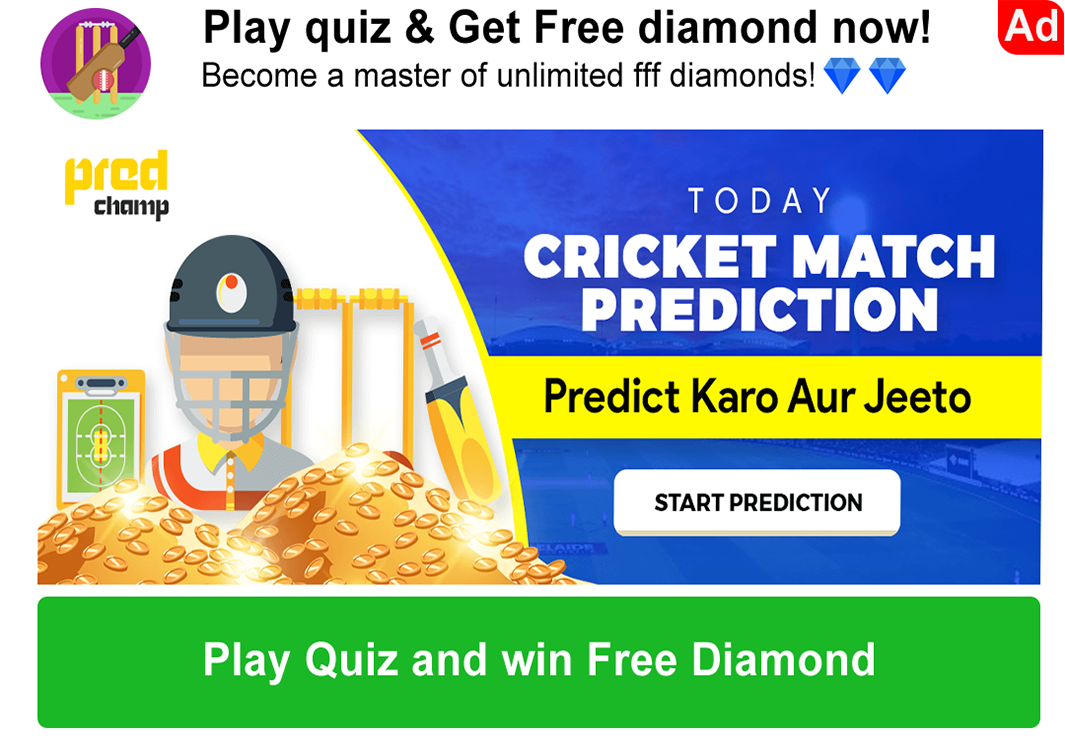 Play quiz & Get Free diamond now!
Ad
Become a master of unlimited fff diamonds!
pred
champ
TODAY
CRICKET MATCH
PREDICTION
Predict Karo Aur Jeeto
START PREDICTION
Play Quiz and win Free Diamond